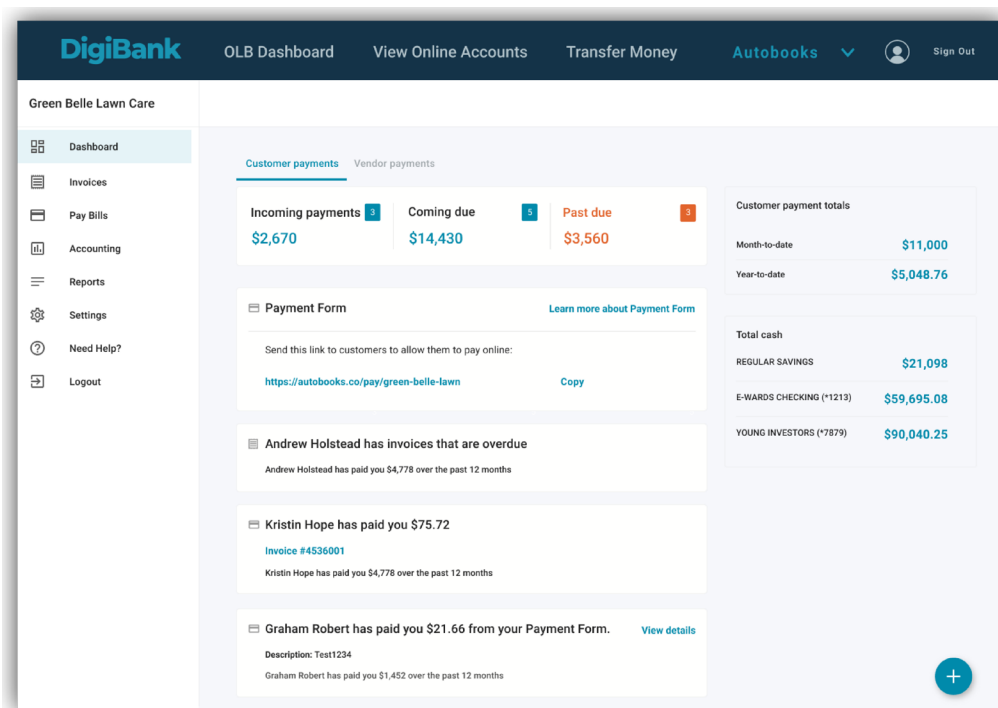 DigiBank
OLB Dashboard
View Online Accounts
Transfer Money
Autobooks
Sign Out
Green Belle Lawn Care
Dashboard
Invoices
Pay Bills
Accounting
Reports
Settings
Need Help?
Logout
Customer payments
Vendor payments
Incoming payments 3
$2,670
Coming due 5
$14,430
Past due 3
$3,560
Payment Form
Learn more about Payment Form
Send this link to customers to allow them to pay online:
https://autobooks.co/pay/green-belle-lawn
Copy
Andrew Holstead has invoices that are overdue
Andrew Holstead has paid you $4,778 over the past 12 months
Kristin Hope has paid you $75.72
Invoice #4536001
Kristin Hope has paid you $4,778 over the past 12 months
Graham Robert has paid you $21.66 from your Payment Form.
View details
Description: Test1234
Graham Robert has paid you $1,452 over the past 12 months
Customer payment totals
Month-to-date $11,000
Year-to-date $5,048.76
Total cash
REGULAR SAVINGS $21,098
E-WARDS CHECKING (*1213) $59,695.08
YOUNG INVESTORS (*7879) $90,040.25